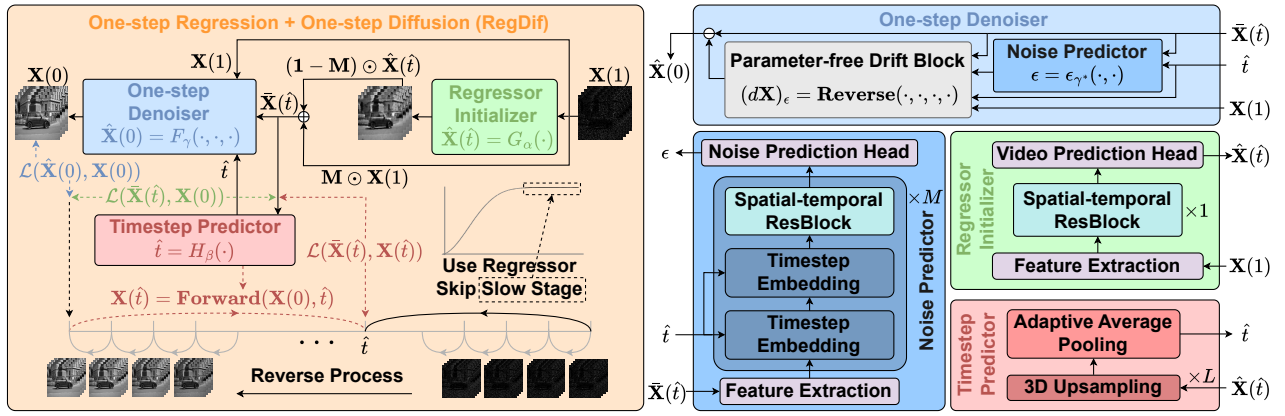 One-step Regression + One-step Diffusion (RegDif)
X(1)
(1 − M) ⊙ X̂(t̂)
X(0)
X(1)
One-step
Denoiser
X̂(0) = F_γ(·, ·, ·)
X̄(t̂)
Regressor
Initializer
X̂(t̂) = G_α(·)
t̂
M ⊙ X(1)
ℒ(X̂(0), X(0))
ℒ(X̄(t̂), X(0))
Timestep Predictor
t̂ = H_β(·)
ℒ(X̄(t̂), X(t̂))
Use Regressor
Skip Slow Stage
X(t̂) = Forward(X(0), t̂)
· · ·
t̂
Reverse Process
One-step Denoiser
X̂(0)
Parameter-free Drift Block
(dX)_ϵ = Reverse(·, ·, ·, ·)
Noise Predictor
ϵ = ϵ_γ*(·, ·)
X̄(t̂)
t̂
X(1)
ϵ
Noise Prediction Head
Spatial-temporal
ResBlock
×M
Timestep
Embedding
Timestep
Embedding
t̂
Feature Extraction
X̄(t̂)
Noise Predictor
Regressor
Initializer
Video Prediction Head
X̂(t̂)
Spatial-temporal
ResBlock
×1
Feature Extraction
X(1)
Timestep
Predictor
Adaptive Average
Pooling
t̂
3D Upsampling
×L
X̂(t̂)